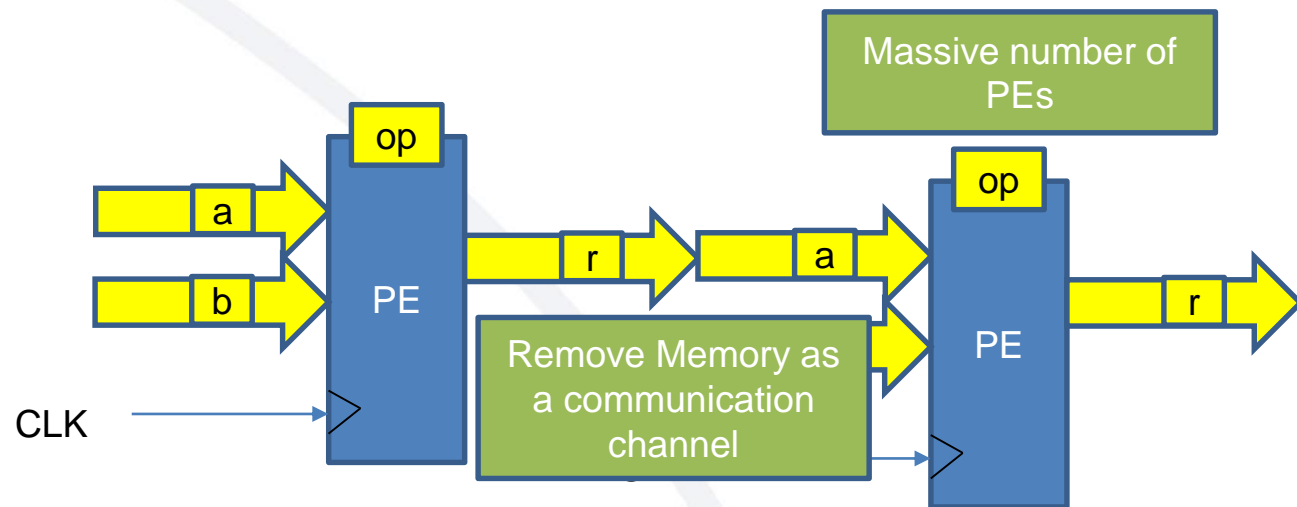 Massive number of
PEs
op
op
a
r
a
b
PE
r
PE
Remove Memory as
a communication
channel
CLK